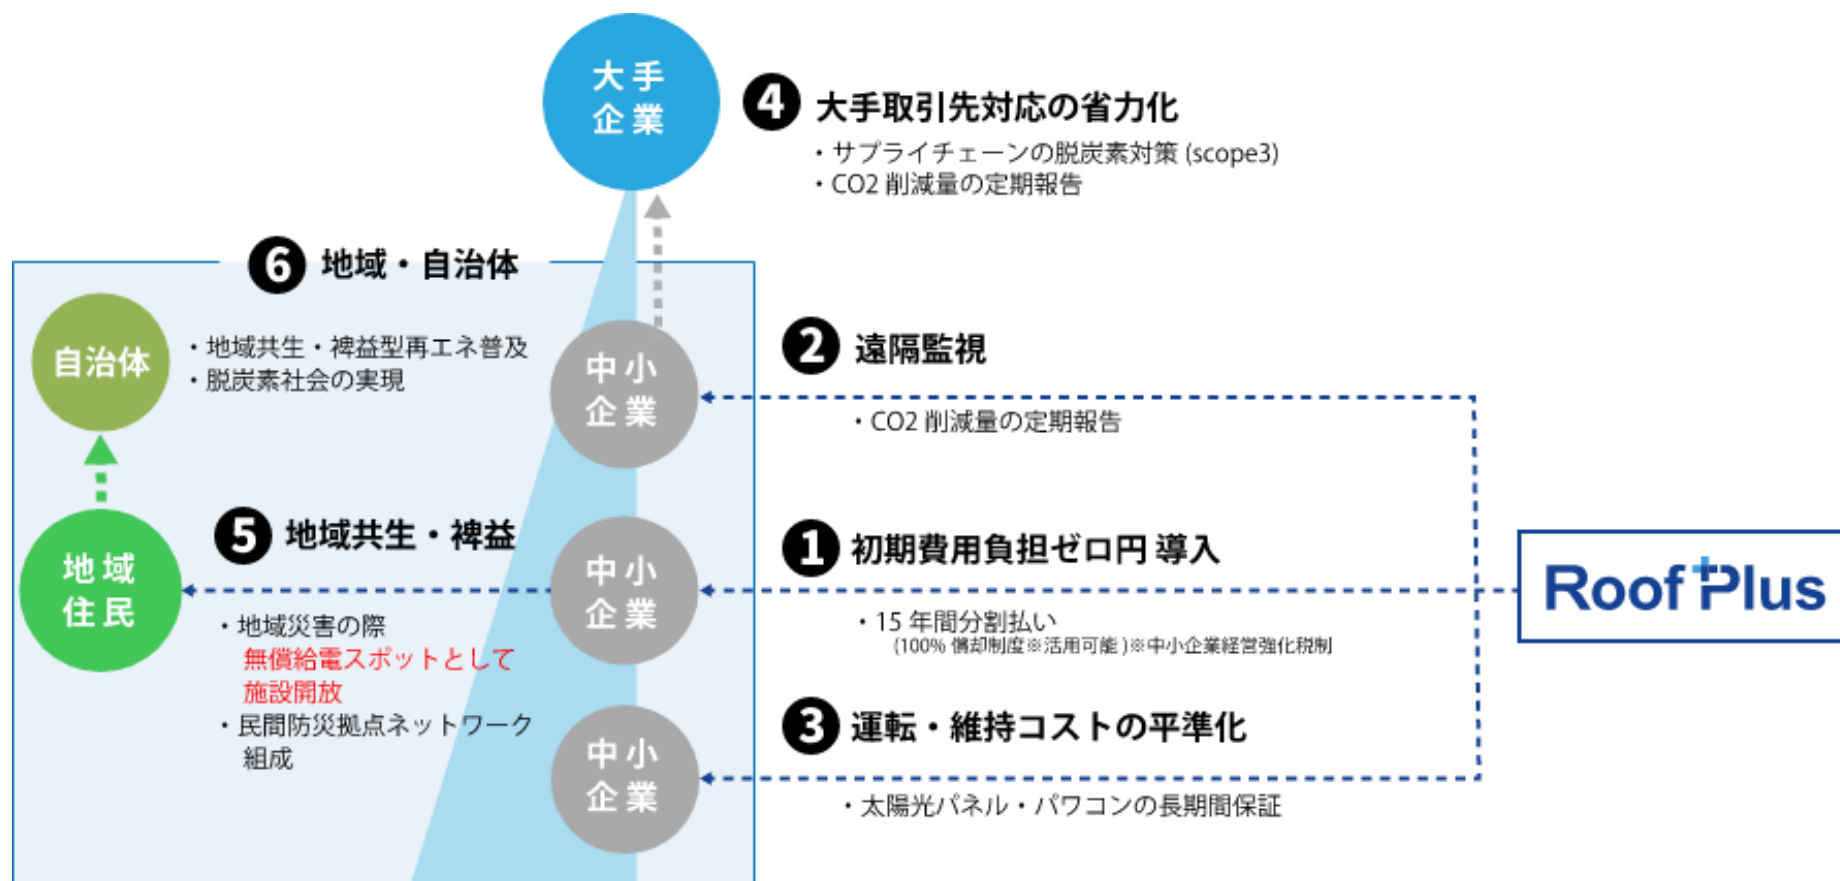 大手
企業
❹ 大手取引先対応の省力化
・サプライチェーンの脱炭素対策 (scope3)
・CO2 削減量の定期報告
❻ 地域・自治体
自治体
・地域共生・裨益型再エネ普及
・脱炭素社会の実現
中小
企業
❷ 遠隔監視
・CO2 削減量の定期報告
地域
住民
❺ 地域共生・裨益
・地域災害の際
無償給電スポットとして
施設開放
・民間防災拠点ネットワーク
組成
中小
企業
❶ 初期費用負担ゼロ円 導入
・15 年間分割払い
(100% 償却制度※活用可能 )※中小企業経営強化税制
Roof Plus
中小
企業
❸ 運転・維持コストの平準化
・太陽光パネル・パワコンの長期間保証